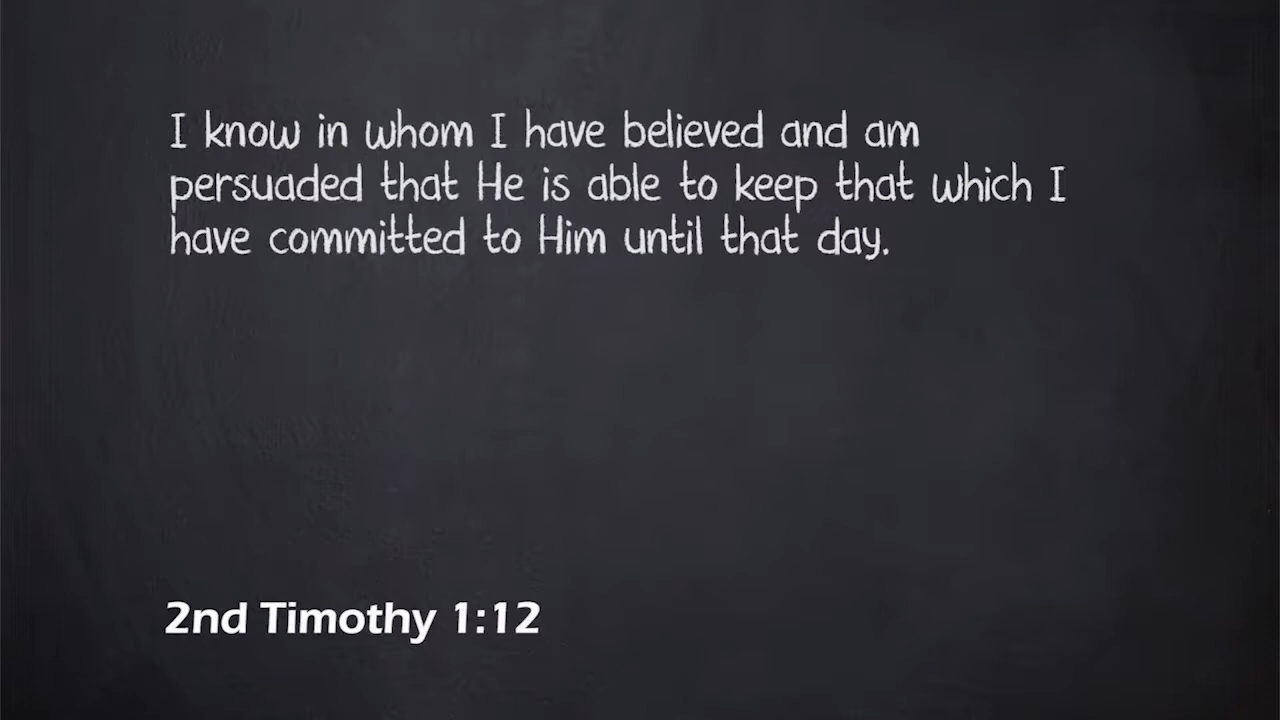 I know in whom I have believed and am
persuaded that He is able to keep that which I
have committed to Him until that day.
2nd Timothy 1:12